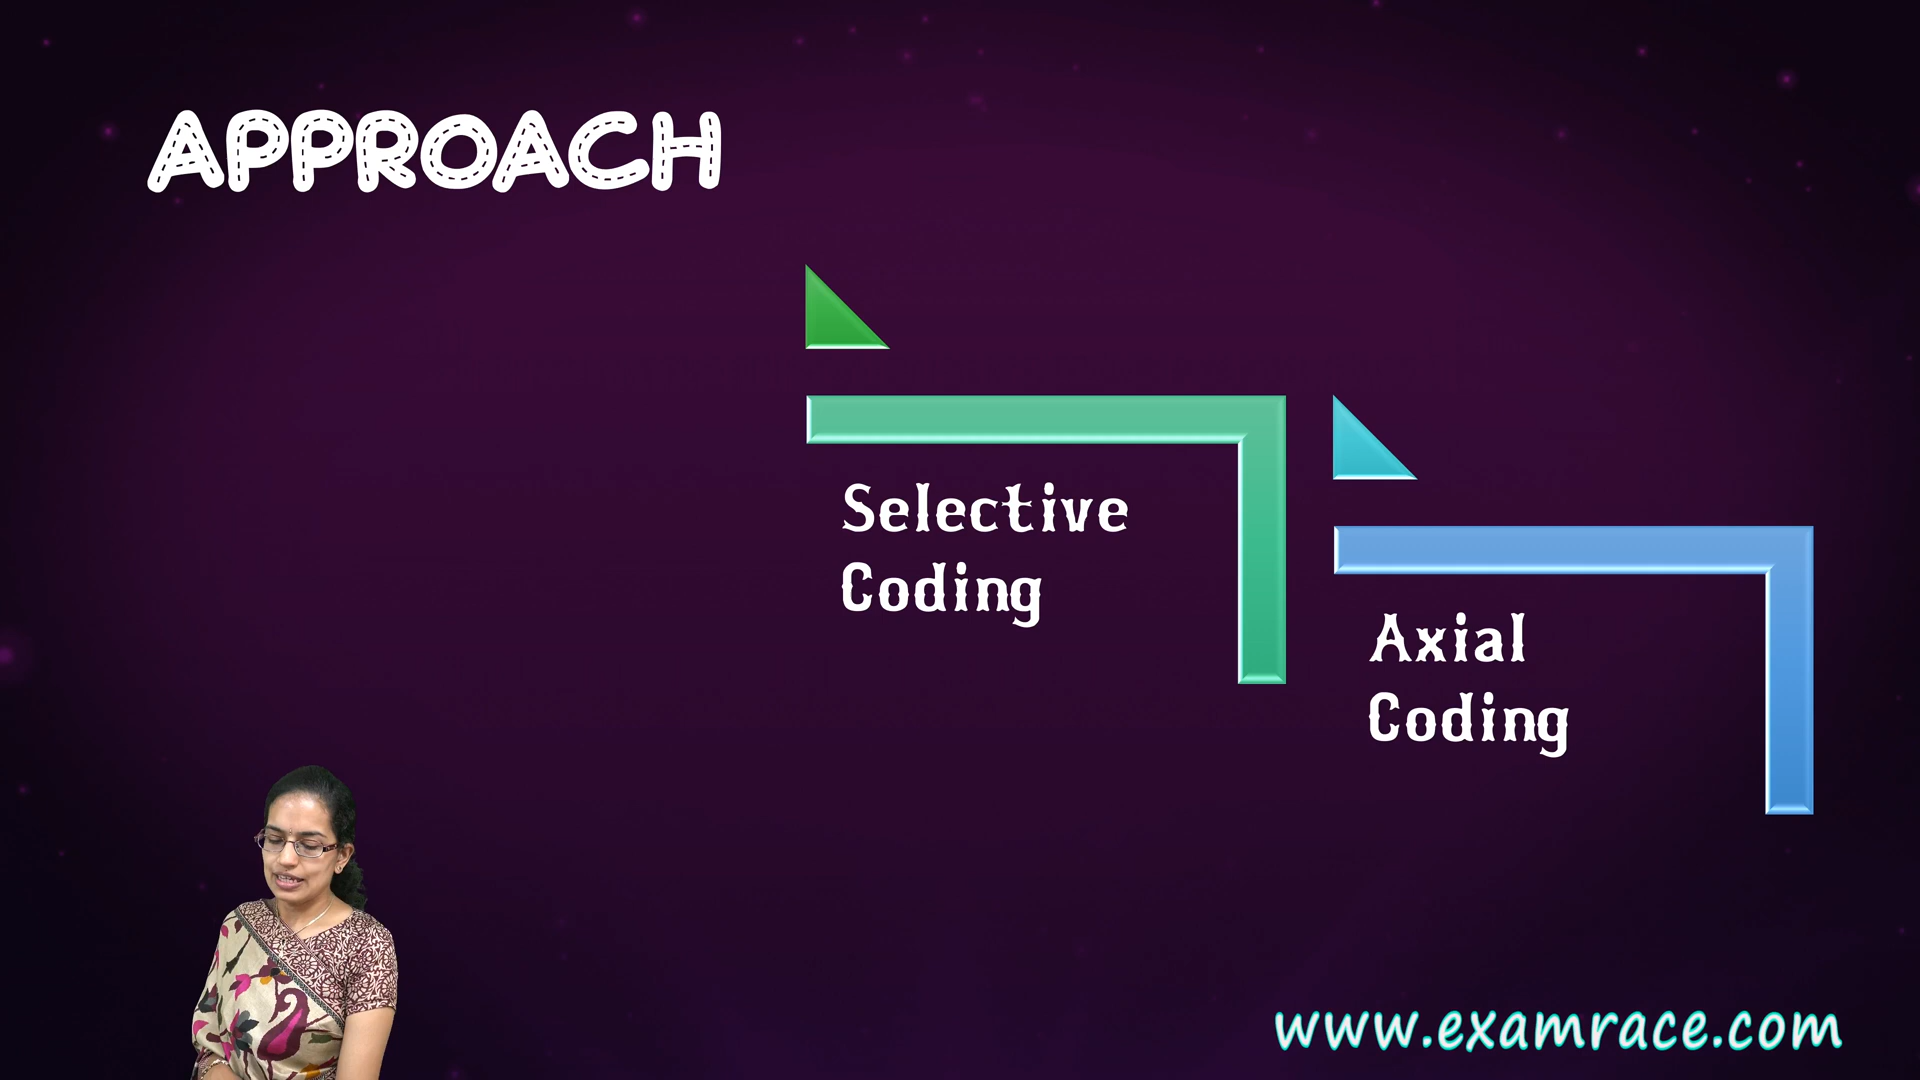 APPROACH
Selective
Coding
Axial
Coding
www.examrace.com